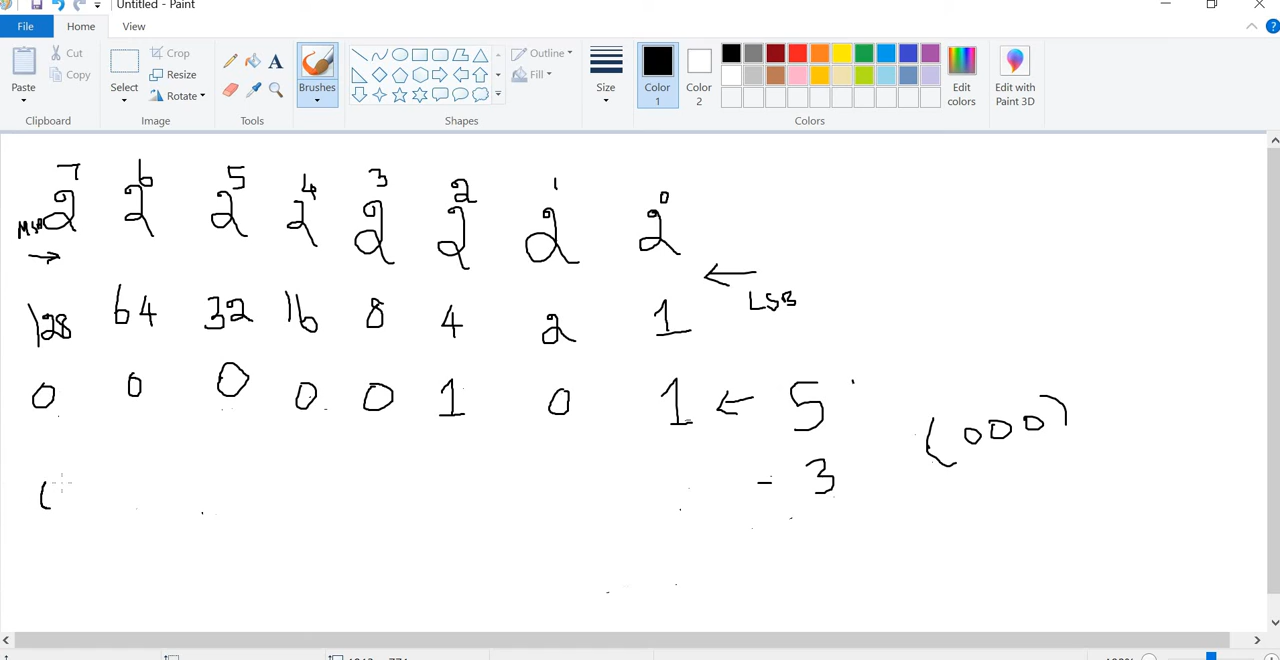 Untitled - Paint
File Home View
Paste Cut Copy Select Crop Resize Rotate A Brushes Outline Fill Size Color 1 Color 2 Edit colors Edit with Paint 3D
Clipboard Image Tools Shapes Colors
7 6 5 4 3 2 1 0
MSB 2 2 2 2 2 2 2 2
→ ← LSB
128 64 32 16 8 4 2 1
0 0 0 0 0 1 0 1 ← 5
(000)
- 3